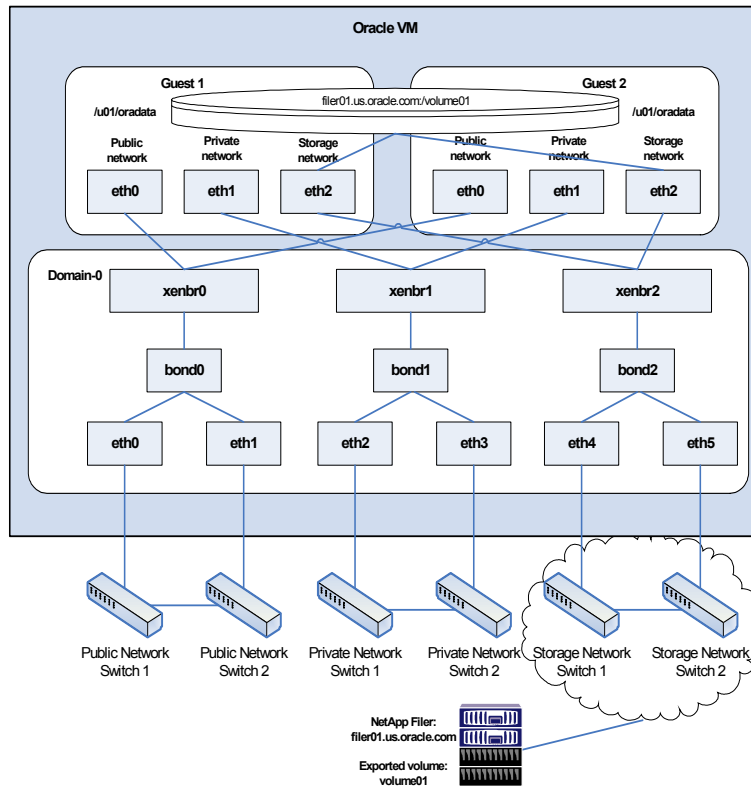 Oracle VM
Guest 1
Guest 2
filer01.us.oracle.com:/volume01
/u01/oradata
/u01/oradata
Public
network
Private
network
Storage
network
Public
network
Private
network
Storage
network
eth0
eth1
eth2
eth0
eth1
eth2
Domain-0
xenbr0
xenbr1
xenbr2
bond0
bond1
bond2
eth0
eth1
eth2
eth3
eth4
eth5
Public Network
Switch 1
Public Network
Switch 2
Private Network
Switch 1
Private Network
Switch 2
Storage Network
Switch 1
Storage Network
Switch 2
NetApp Filer:
filer01.us.oracle.com
Exported volume:
volume01